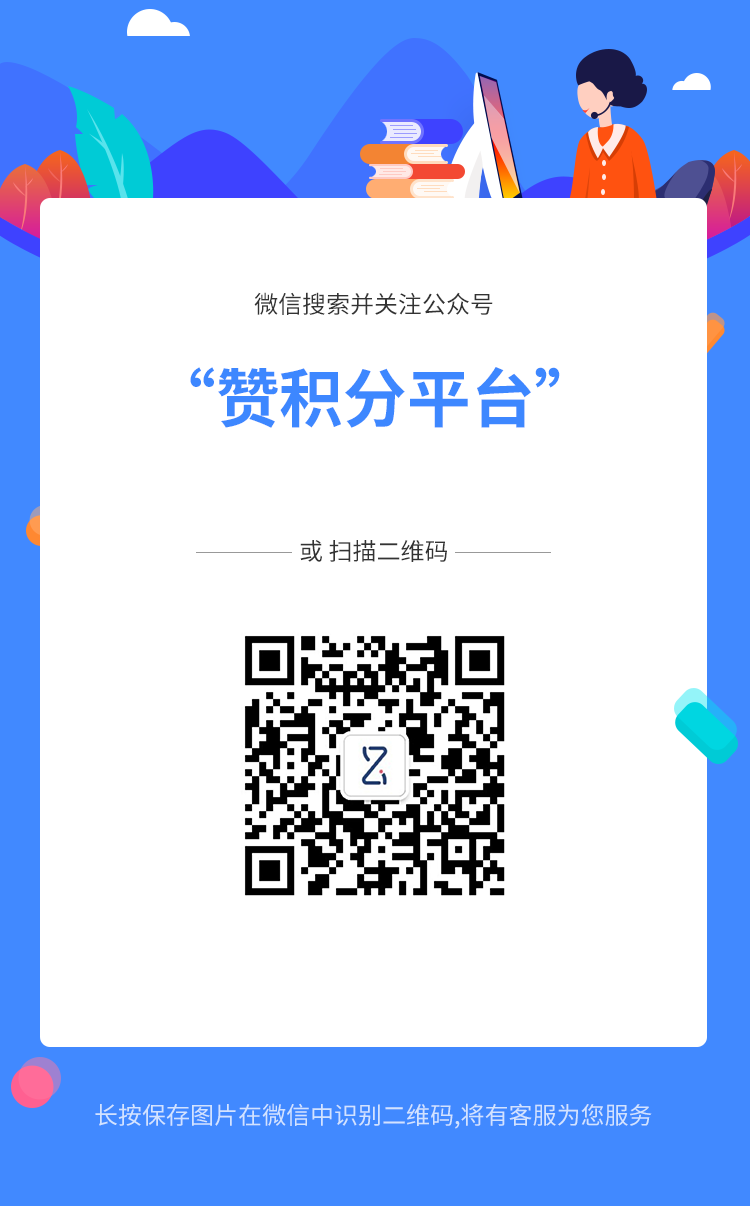 微信搜索并关注公众号
“赞积分平台”
或 扫描二维码
长按保存图片在微信中识别二维码,将有客服为您服务